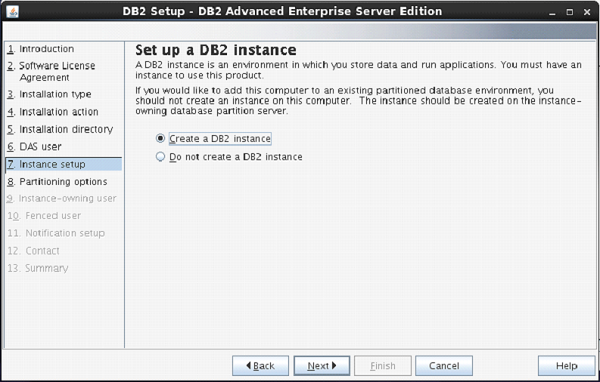 DB2 Setup - DB2 Advanced Enterprise Server Edition
1. Introduction
2. Software License
Agreement
3. Installation type
4. Installation action
5. Installation directory
6. DAS user
7. Instance setup
8. Partitioning options
9. Instance-owning user
10. Fenced user
11. Notification setup
12. Contact
13. Summary
Set up a DB2 instance
A DB2 instance is an environment in which you store data and run applications. You must have an
instance to use this product.
If you would like to add this computer to an existing partitioned database environment, you
should not create an instance on this computer. The instance should be created on the instance-
owning database partition server.
Create a DB2 instance
Do not create a DB2 instance
Back
Next
Finish
Cancel
Help